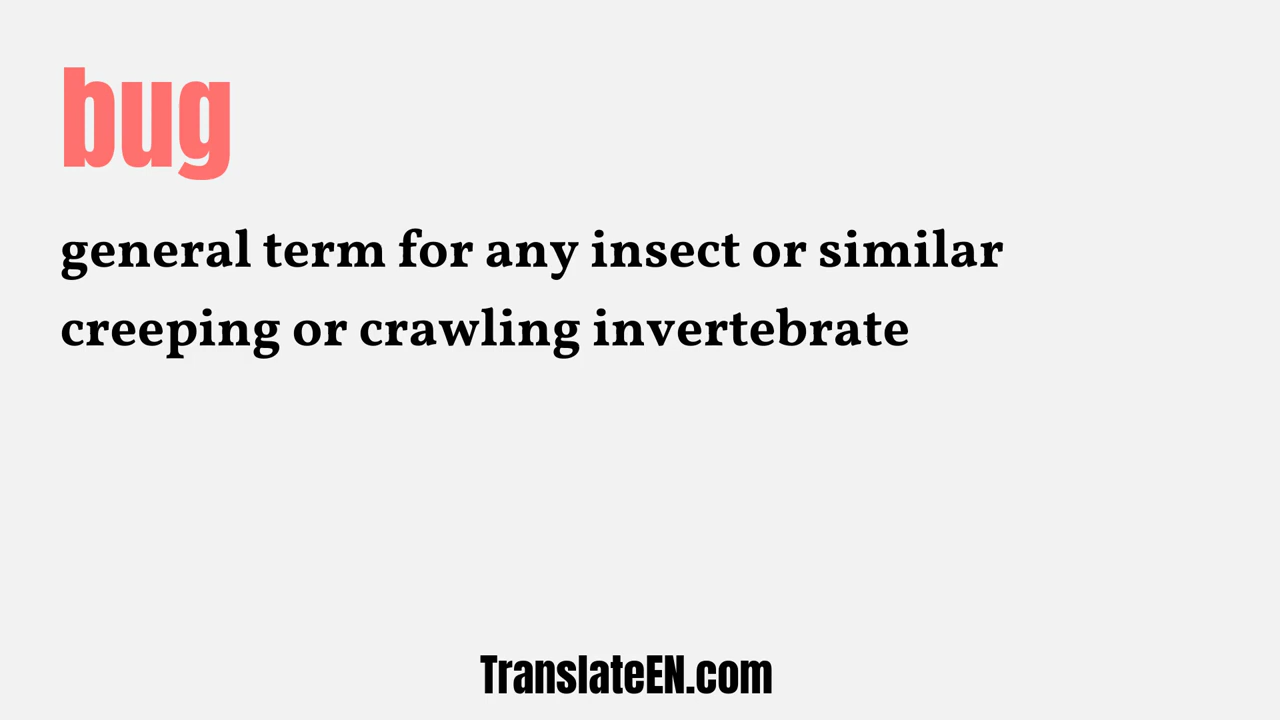 bug
general term for any insect or similar
creeping or crawling invertebrate
TranslateEN.com